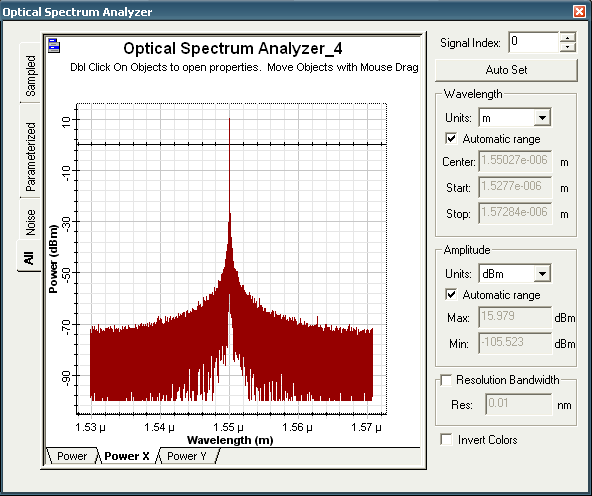 Optical Spectrum Analyzer
Optical Spectrum Analyzer_4
Dbl Click On Objects to open properties.  Move Objects with Mouse Drag
Sampled
Parameterized
Noise
All
Power (dBm)
10
-10
-30
-50
-70
-90
1.53 µ
1.54 µ
1.55 µ
1.56 µ
1.57 µ
Wavelength (m)
Power
Power X
Power Y
Signal Index: 0
Auto Set
Wavelength
Units: m
Automatic range
Center: 1.55027e-006 m
Start: 1.5277e-006 m
Stop: 1.57284e-006 m
Amplitude
Units: dBm
Automatic range
Max: 15.979 dBm
Min: -105.523 dBm
Resolution Bandwidth
Res: 0.01 nm
Invert Colors